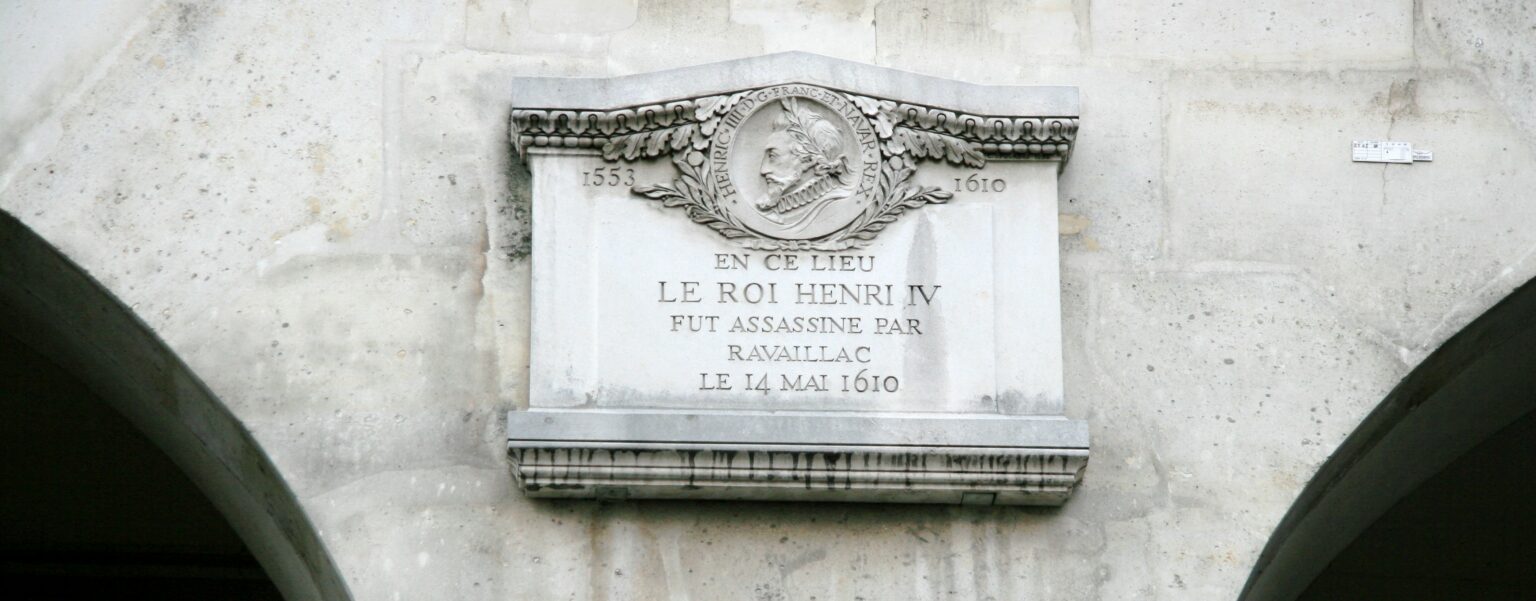 HENRIC·IIII·D·G·FRANC·ET·NAVAR·REX
1553 1610
EN CE LIEU
LE ROI HENRI IV
FUT ASSASSINE PAR
RAVAILLAC
LE 14 MAI 1610